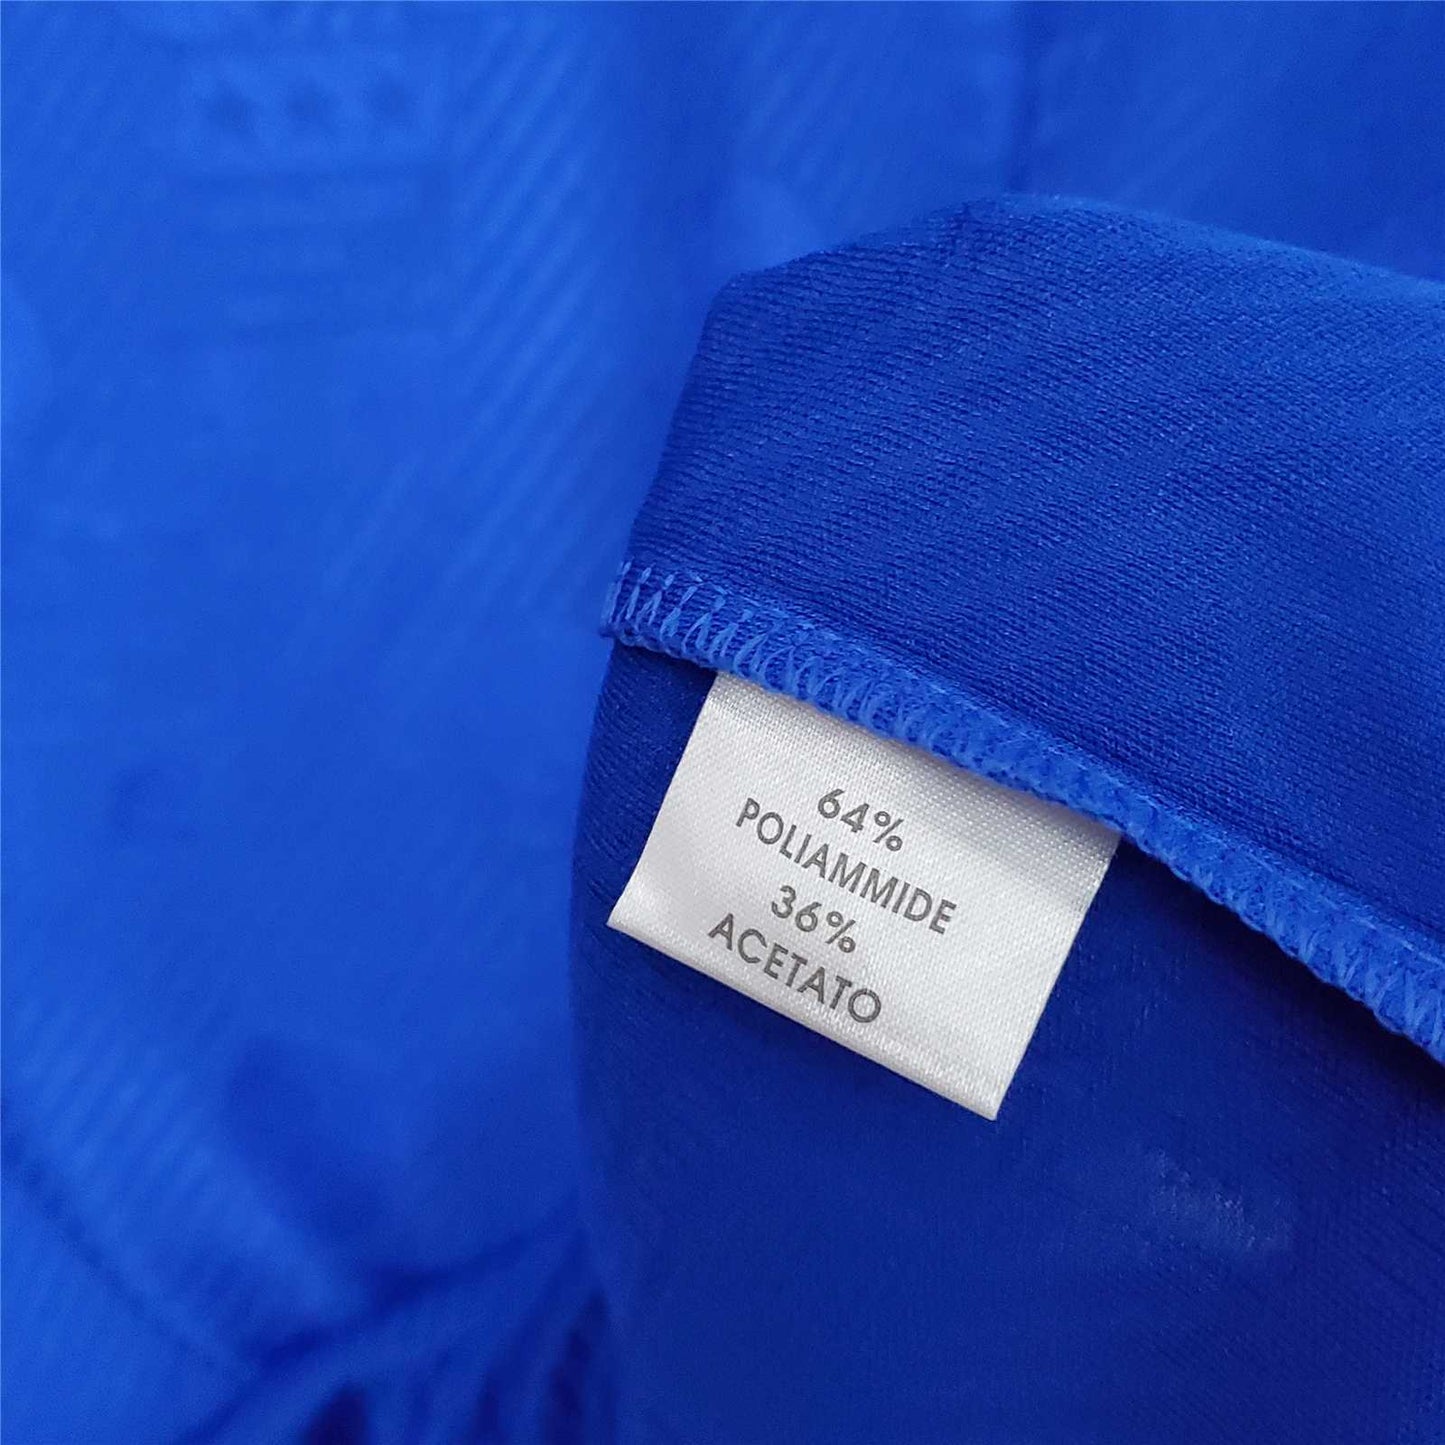 64%
POLIAMMIDE
36%
ACETATO